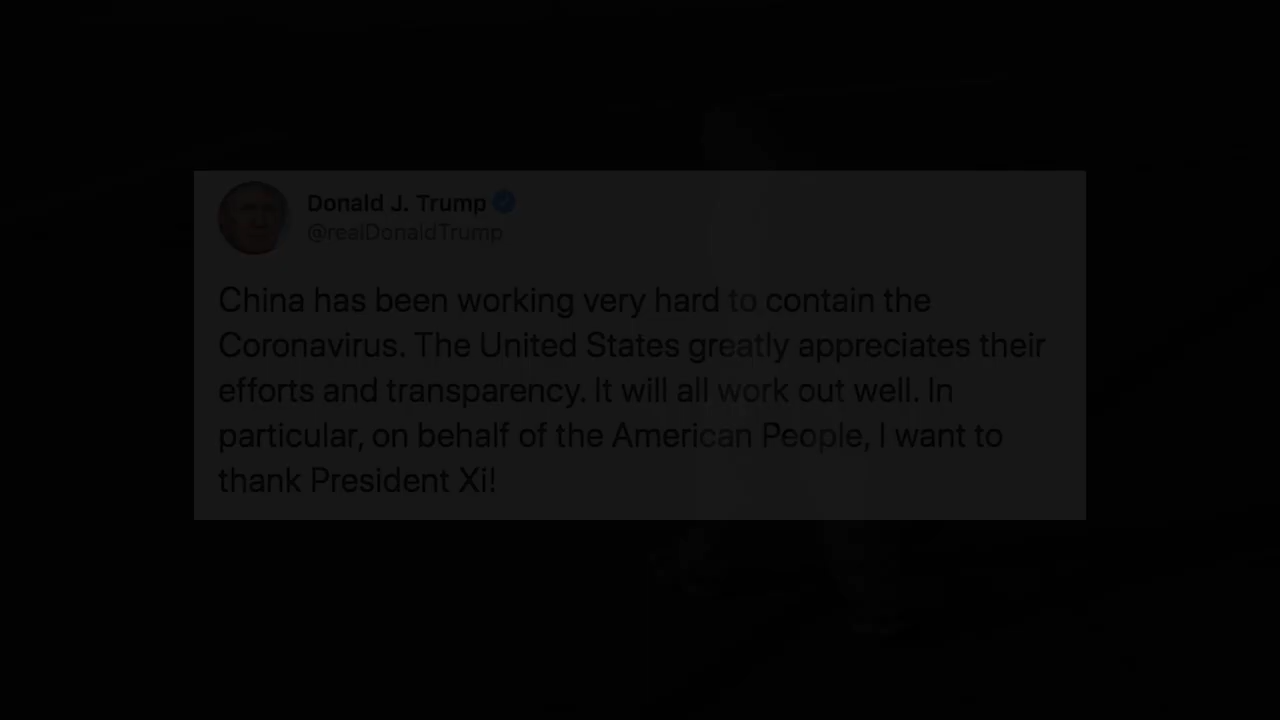 Donald J. Trump
@realDonaldTrump
China has been working very hard to contain the
Coronavirus. The United States greatly appreciates their
efforts and transparency. It will all work out well. In
particular, on behalf of the American People, I want to
thank President Xi!